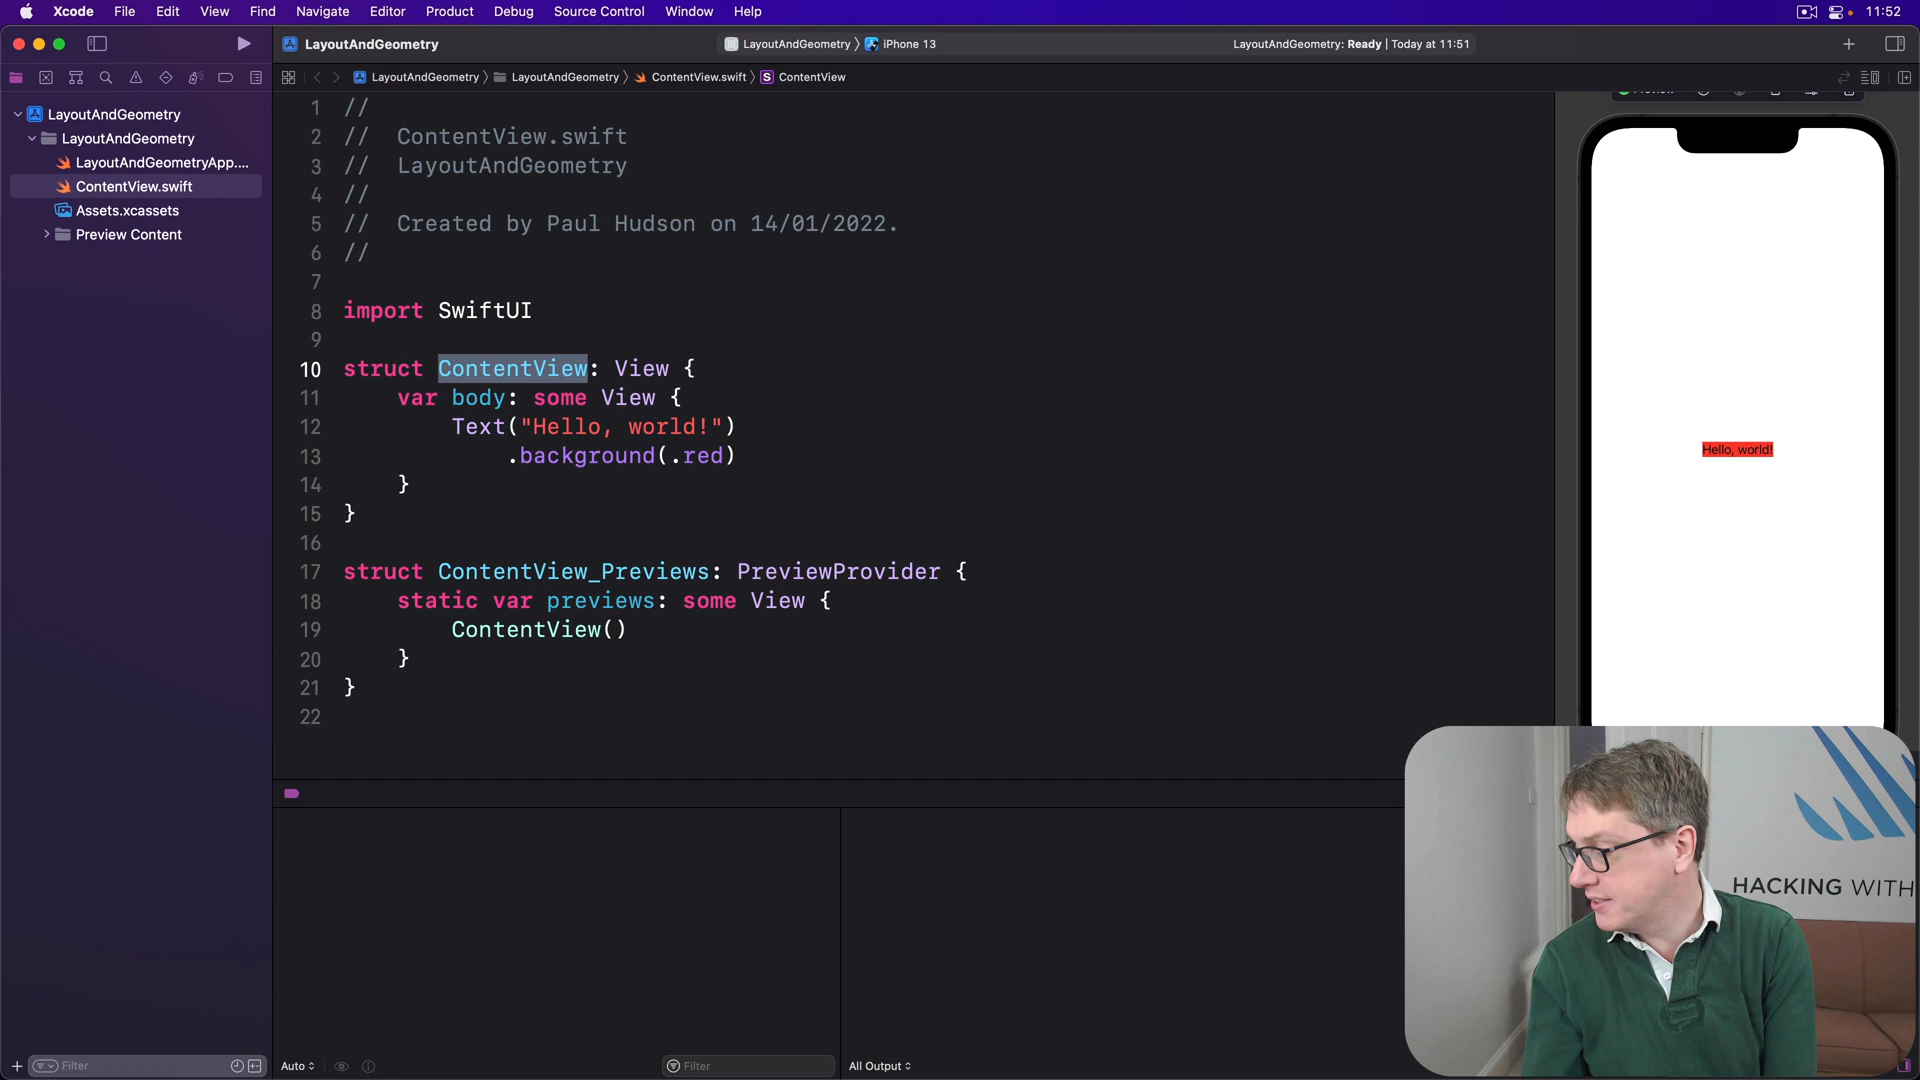 Xcode File Edit View Find Navigate Editor Product Debug Source Control Window Help 11:52
LayoutAndGeometry LayoutAndGeometry 〉 iPhone 13 LayoutAndGeometry: Ready | Today at 11:51
LayoutAndGeometry 〉 LayoutAndGeometry 〉 ContentView.swift 〉 S ContentView
LayoutAndGeometry
LayoutAndGeometry
LayoutAndGeometryApp....
ContentView.swift
Assets.xcassets
Preview Content
1 //
2 // ContentView.swift
3 // LayoutAndGeometry
4 //
5 // Created by Paul Hudson on 14/01/2022.
6 //
7
8 import SwiftUI
9
10 struct ContentView: View {
11 var body: some View {
12 Text("Hello, world!")
13 .background(.red)
14 }
15 }
16
17 struct ContentView_Previews: PreviewProvider {
18 static var previews: some View {
19 ContentView()
20 }
21 }
22
Hello, world!
HACKING WITH
Filter
Auto
Filter
All Output